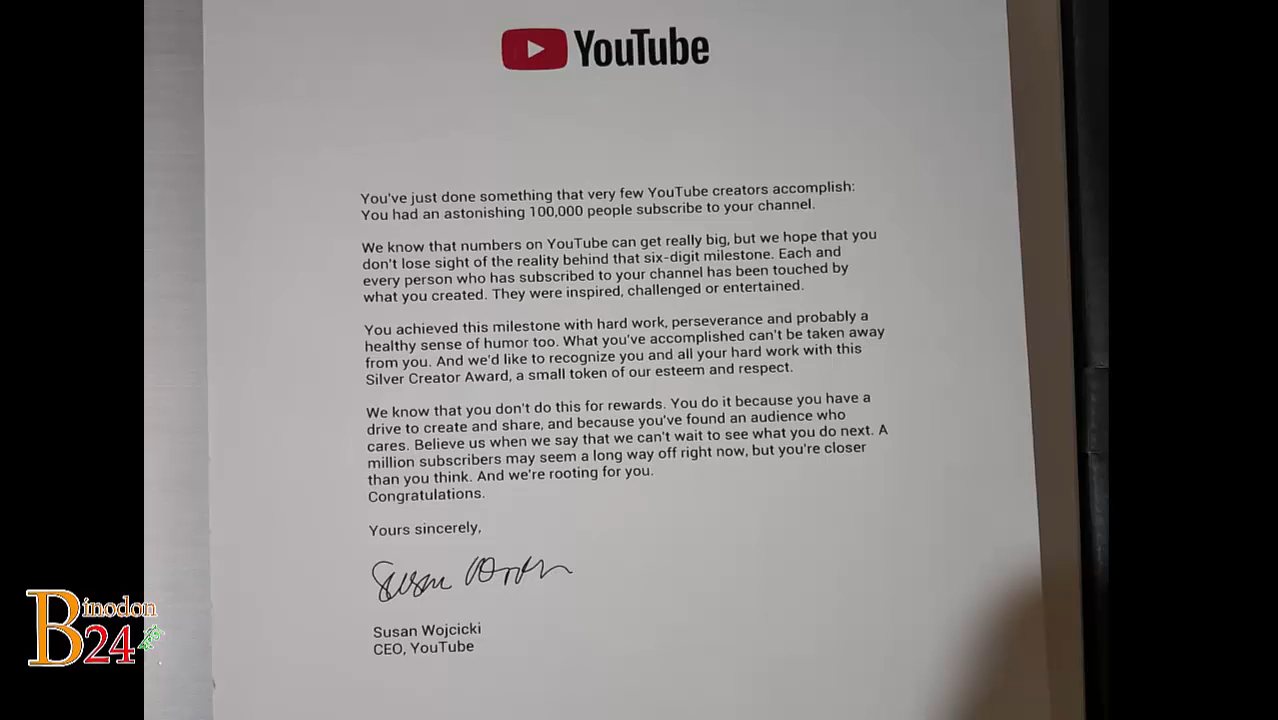 YouTube
You've just done something that very few YouTube creators accomplish:
You had an astonishing 100,000 people subscribe to your channel.
We know that numbers on YouTube can get really big, but we hope that you
don't lose sight of the reality behind that six-digit milestone. Each and
every person who has subscribed to your channel has been touched by
what you created. They were inspired, challenged or entertained.
You achieved this milestone with hard work, perseverance and probably a
healthy sense of humor too. What you've accomplished can't be taken away
from you. And we'd like to recognize you and all your hard work with this
Silver Creator Award, a small token of our esteem and respect.
We know that you don't do this for rewards. You do it because you have a
drive to create and share, and because you've found an audience who
cares. Believe us when we say that we can't wait to see what you do next. A
million subscribers may seem a long way off right now, but you're closer
than you think. And we're rooting for you.
Congratulations.
Yours sincerely,
Susan Wojcicki
CEO, YouTube
Binodon
24